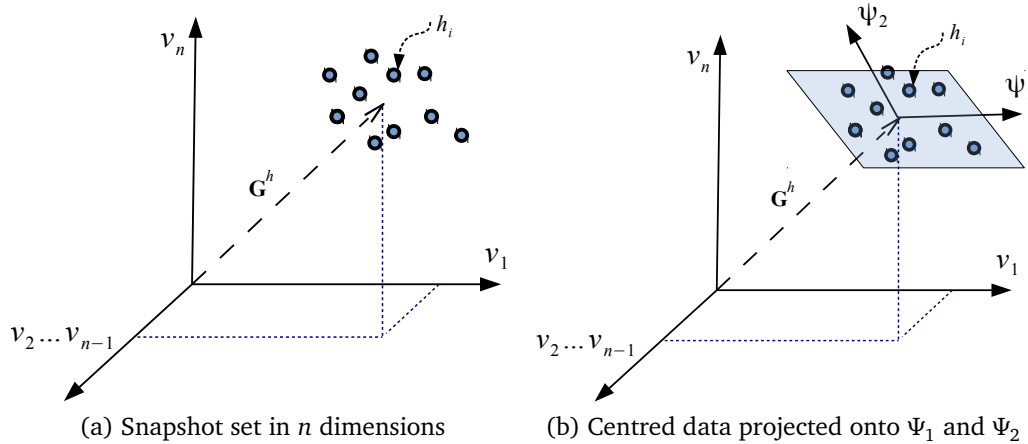 v_n
h_i
G^h
v_1
v_2 … v_{n−1}
(a) Snapshot set in n dimensions
Ψ_2
v_n
h_i
Ψ
G^h
v_1
v_2 … v_{n−1}
(b) Centred data projected onto Ψ_1 and Ψ_2